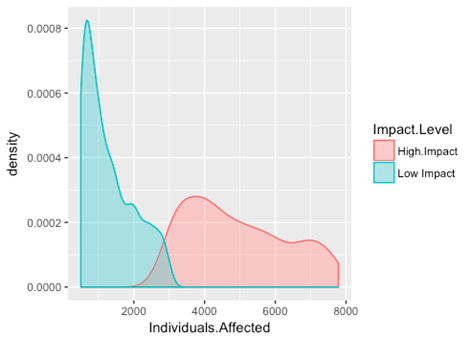 0.0008
0.0006
0.0004
0.0002
0.0000
density
2000
4000
6000
8000
Individuals.Affected
Impact.Level
High.Impact
Low Impact